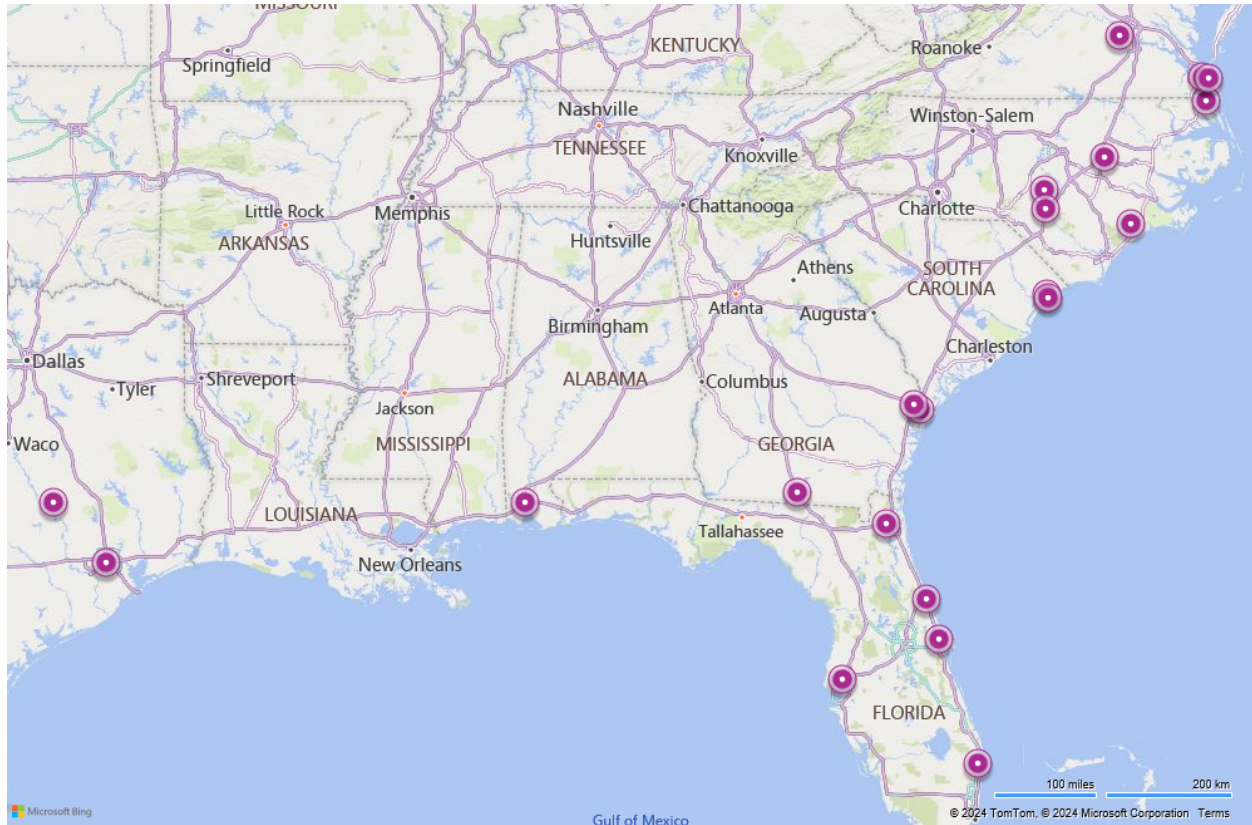 MISSOURI
KENTUCKY
Roanoke
Springfield
Nashville
Winston-Salem
TENNESSEE
Knoxville
Little Rock
Memphis
Chattanooga
Charlotte
ARKANSAS
Huntsville
Athens
SOUTH
CAROLINA
Atlanta
Augusta
Birmingham
Charleston
Dallas
Tyler
Shreveport
ALABAMA
Columbus
Jackson
Waco
MISSISSIPPI
GEORGIA
LOUISIANA
Tallahassee
New Orleans
FLORIDA
100 miles
200 km
Microsoft Bing
Gulf of Mexico
© 2024 TomTom, © 2024 Microsoft Corporation Terms